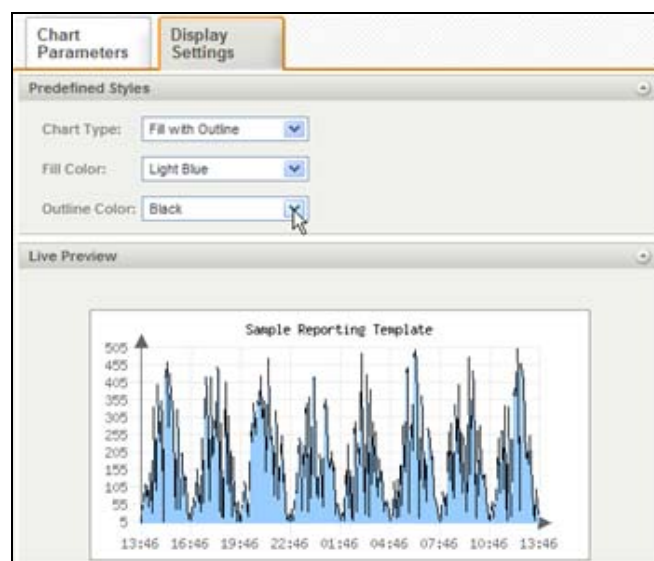 Chart
Parameters
Display
Settings
Predefined Styles
Chart Type: Fill with Outline
Fill Color: Light Blue
Outline Color: Black
Live Preview
Sample Reporting Template
505
455
405
355
305
255
205
155
105
55
5
13:46 16:46 19:46 22:46 01:46 04:46 07:46 10:46 13:46